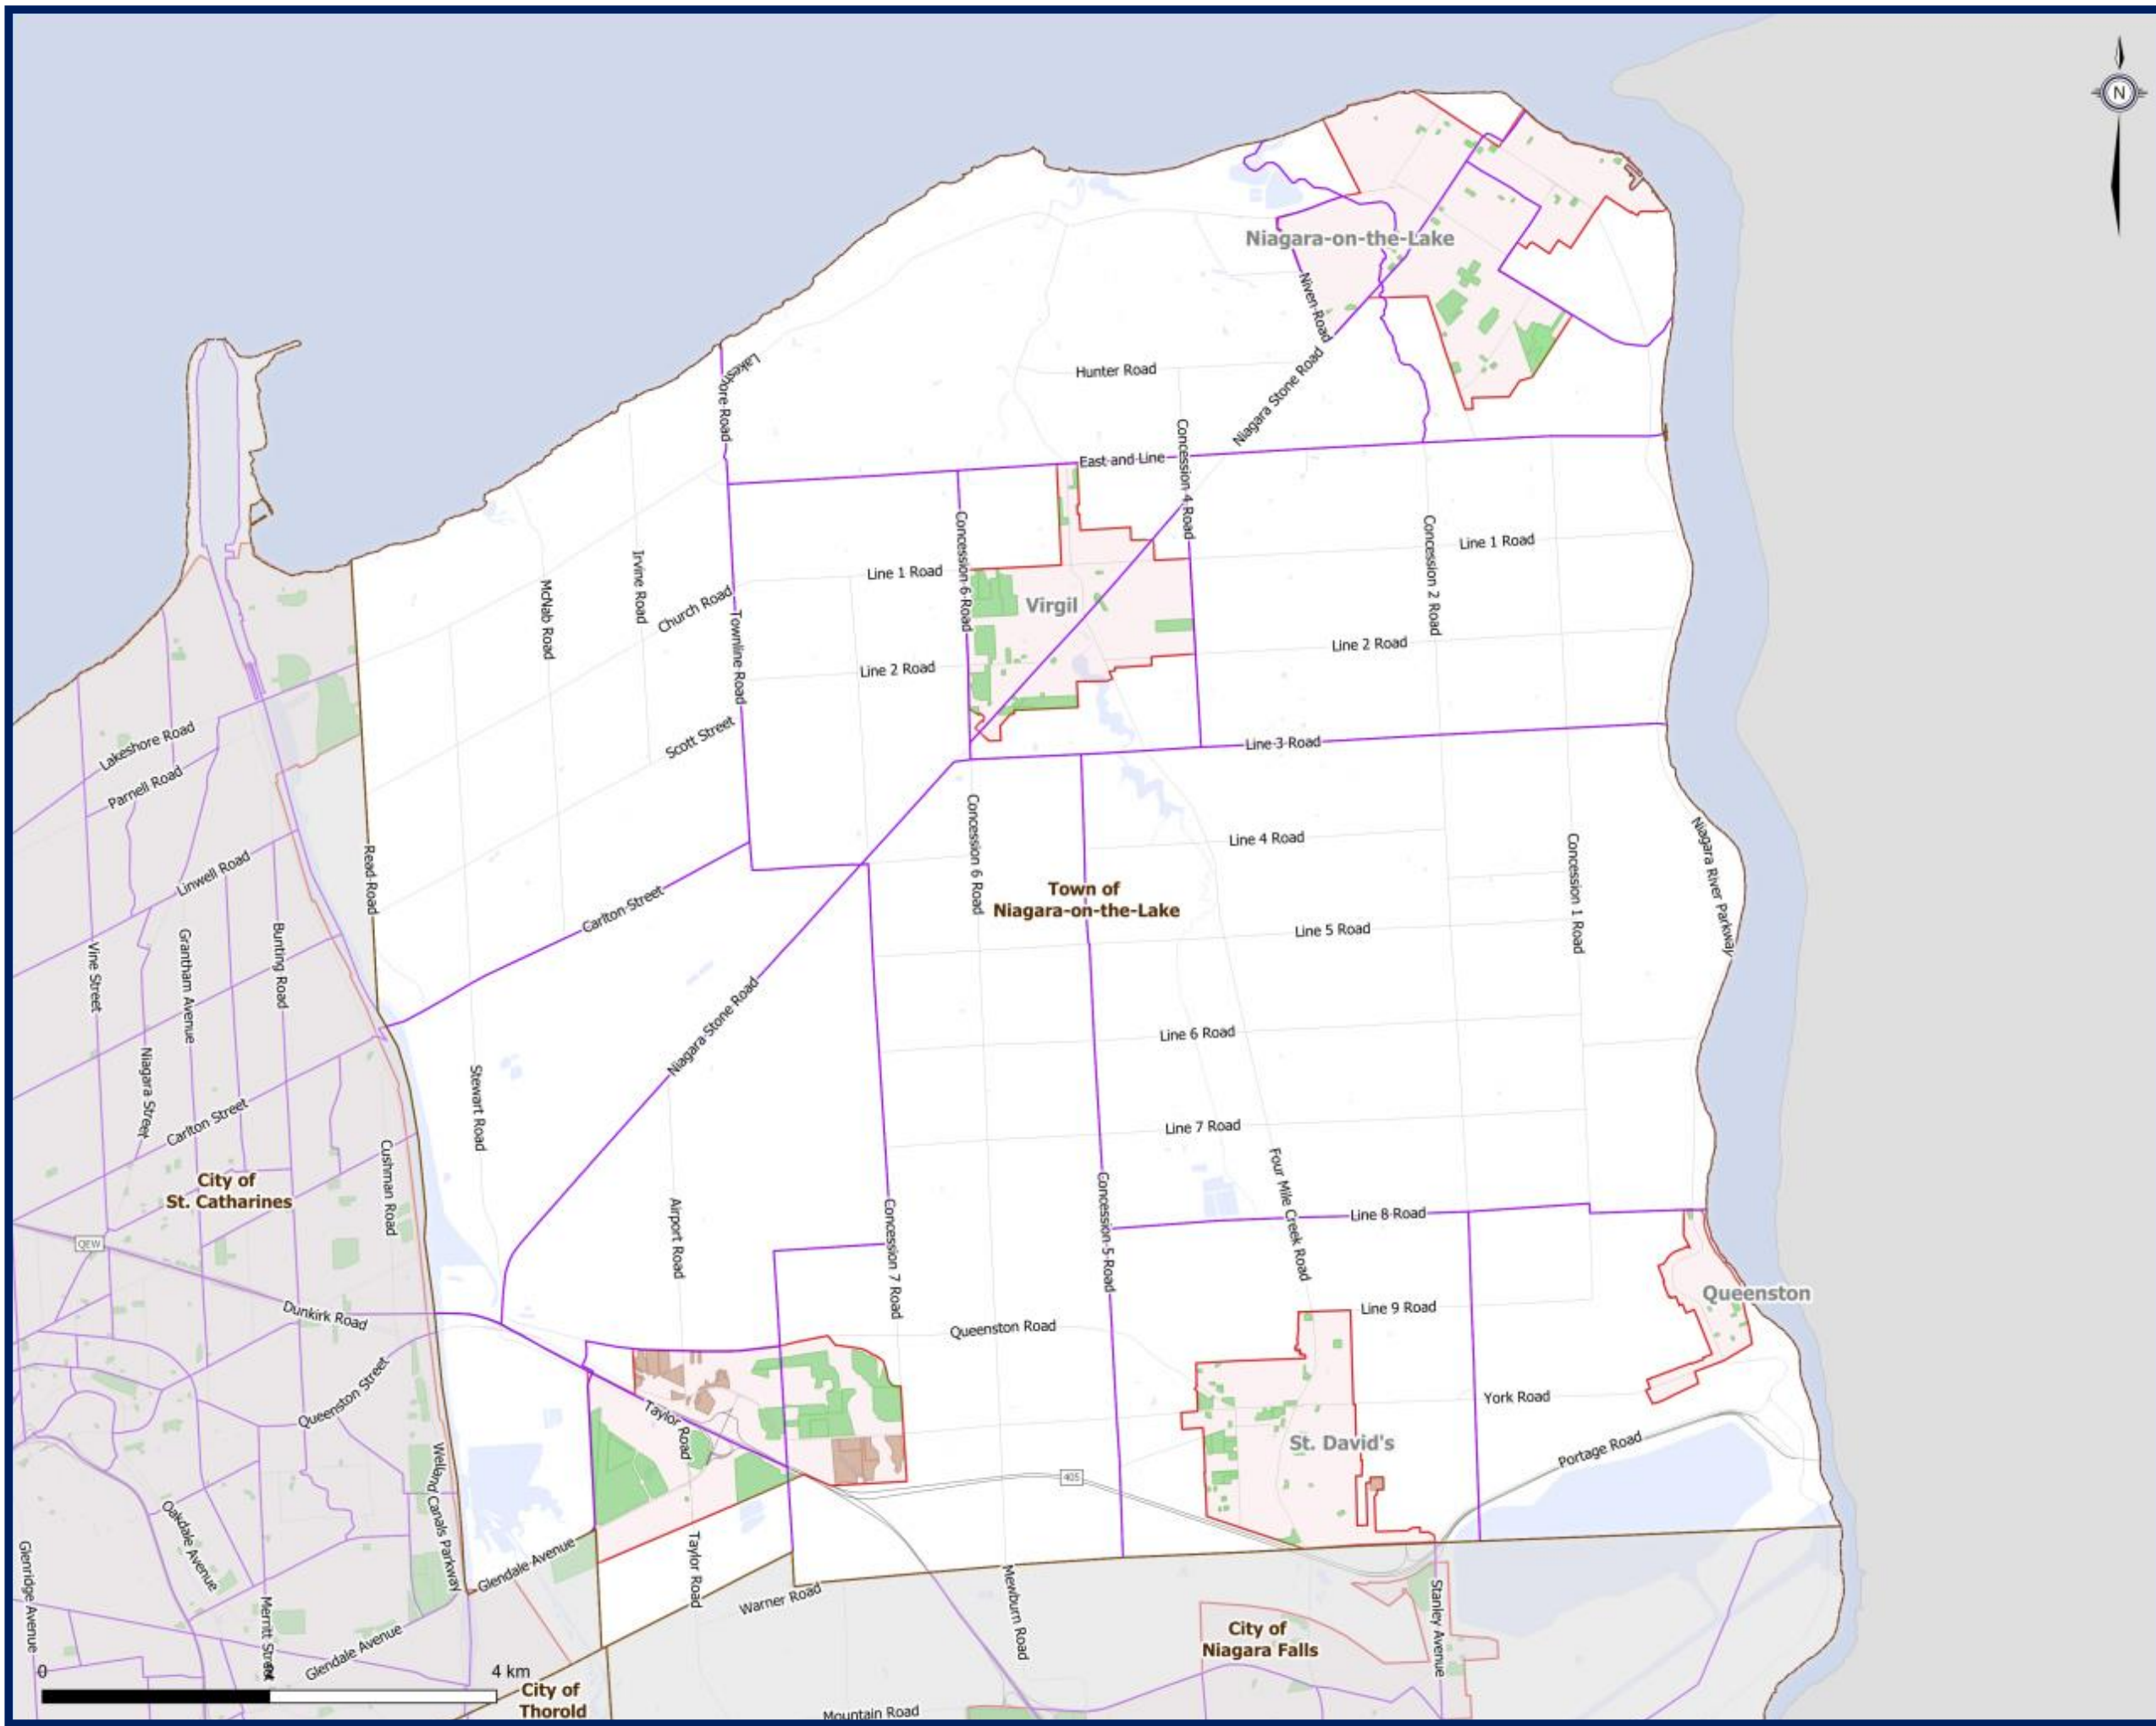 N
Niagara-on-the-Lake
Niven Road
Lakeshore Road
Hunter Road
Niagara Stone Road
Concession 4 Road
East and Line
Concession 6 Road
Concession 2 Road
Line 1 Road
Irvine Road
McNab Road
Line 1 Road
Church Road
Virgil
Townline Road
Line 2 Road
Line 2 Road
Scott Street
Lakeshore Road
Parnell Road
Line 3 Road
Concession 6 Road
Line 4 Road
Niagara River Parkway
Concession 1 Road
Read Road
Linwell Road
Carlton Street
Town of
Niagara-on-the-Lake
Vine Street
Grantham Avenue
Bunting Road
Line 5 Road
Niagara Stone Road
Line 6 Road
Niagara Street
Stewart Road
Carlton Street
Line 7 Road
Cushman Road
Four Mile Creek Road
City of
St. Catharines
Airport Road
Concession 7 Road
Concession 5 Road
Line 8 Road
QEW
Dunkirk Road
Queenston
Line 9 Road
Queenston Road
Queenston Street
York Road
Taylor Road
St. David's
Portage Road
405
Welland Canals Parkway
Oakdale Avenue
Glenridge Avenue
Glendale Avenue
Taylor Road
Mewburn Road
Stanley Avenue
Warner Road
Merritt Street
Glendale Avenue
City of
Niagara Falls
0
4 km
City of
Thorold
Mountain Road